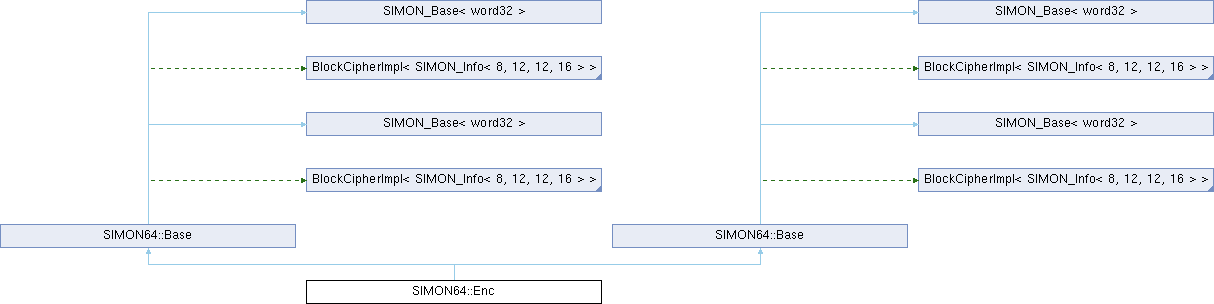 SIMON_Base< word32 >
SIMON_Base< word32 >
BlockCipherImpl< SIMON_Info< 8, 12, 12, 16 > >
BlockCipherImpl< SIMON_Info< 8, 12, 12, 16 > >
SIMON_Base< word32 >
SIMON_Base< word32 >
BlockCipherImpl< SIMON_Info< 8, 12, 12, 16 > >
BlockCipherImpl< SIMON_Info< 8, 12, 12, 16 > >
SIMON64::Base
SIMON64::Base
SIMON64::Enc